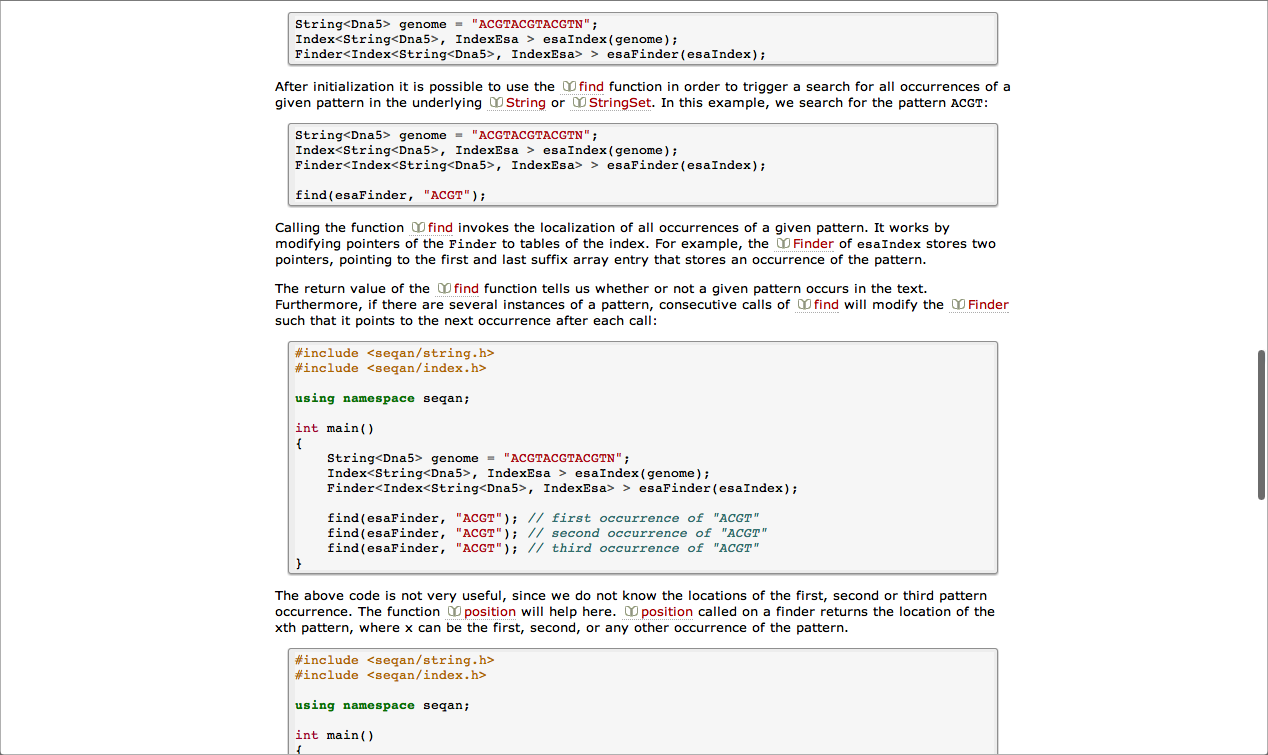 String<Dna5> genome = "ACGTACGTACGTN";
Index<String<Dna5>, IndexEsa > esaIndex(genome);
Finder<Index<String<Dna5>, IndexEsa> > esaFinder(esaIndex);
After initialization it is possible to use the find function in order to trigger a search for all occurrences of a
given pattern in the underlying String or StringSet. In this example, we search for the pattern ACGT:
String<Dna5> genome = "ACGTACGTACGTN";
Index<String<Dna5>, IndexEsa > esaIndex(genome);
Finder<Index<String<Dna5>, IndexEsa> > esaFinder(esaIndex);
find(esaFinder, "ACGT");
Calling the function find invokes the localization of all occurrences of a given pattern. It works by
modifying pointers of the Finder to tables of the index. For example, the Finder of esaIndex stores two
pointers, pointing to the first and last suffix array entry that stores an occurrence of the pattern.
The return value of the find function tells us whether or not a given pattern occurs in the text.
Furthermore, if there are several instances of a pattern, consecutive calls of find will modify the Finder
such that it points to the next occurrence after each call:
#include <seqan/string.h>
#include <seqan/index.h>
using namespace seqan;
int main()
{
String<Dna5> genome = "ACGTACGTACGTN";
Index<String<Dna5>, IndexEsa > esaIndex(genome);
Finder<Index<String<Dna5>, IndexEsa> > esaFinder(esaIndex);
find(esaFinder, "ACGT"); // first occurrence of "ACGT"
find(esaFinder, "ACGT"); // second occurrence of "ACGT"
find(esaFinder, "ACGT"); // third occurrence of "ACGT"
}
The above code is not very useful, since we do not know the locations of the first, second or third pattern
occurrence. The function position will help here. position called on a finder returns the location of the
xth pattern, where x can be the first, second, or any other occurrence of the pattern.
#include <seqan/string.h>
#include <seqan/index.h>
using namespace seqan;
int main()
{